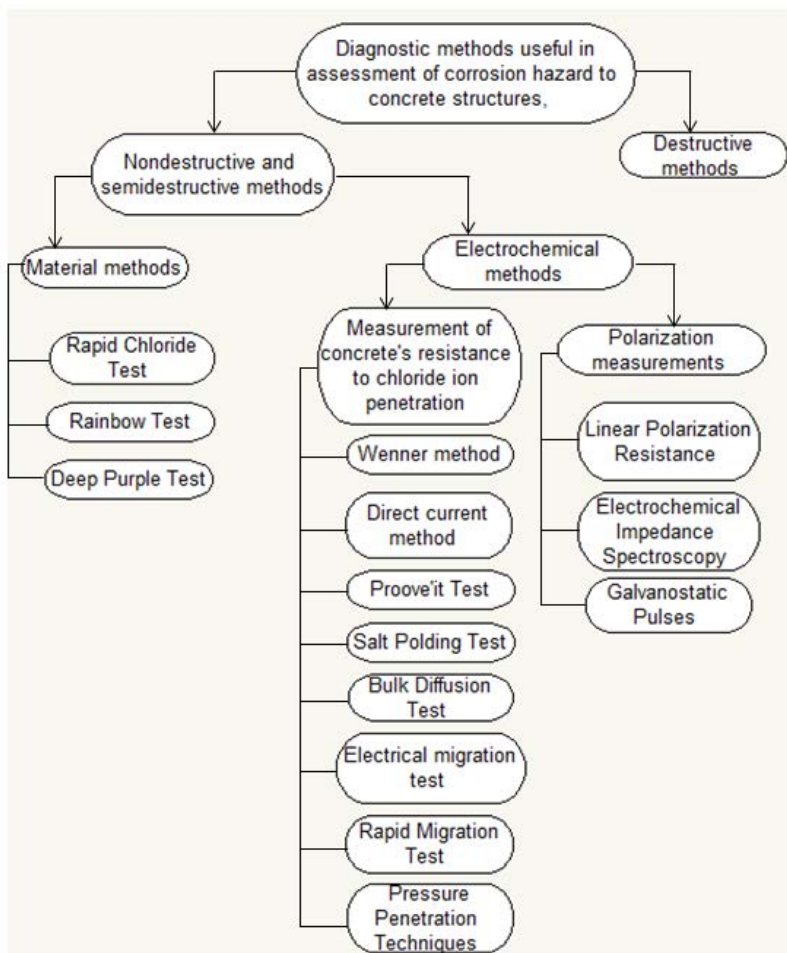 Diagnostic methods useful in
assessment of corrosion hazard to
concrete structures,
Destructive
methods
Nondestructive and
semidestructive methods
Material methods
Rapid Chloride
Test
Rainbow Test
Deep Purple Test
Electrochemical
methods
Measurement of
concrete's resistance
to chloride ion
penetration
Wenner method
Direct current
method
Proove'it Test
Salt Polding Test
Bulk Diffusion
Test
Electrical migration
test
Rapid Migration
Test
Pressure
Penetration
Techniques
Polarization
measurements
Linear Polarization
Resistance
Electrochemical
Impedance
Spectroscopy
Galvanostatic
Pulses